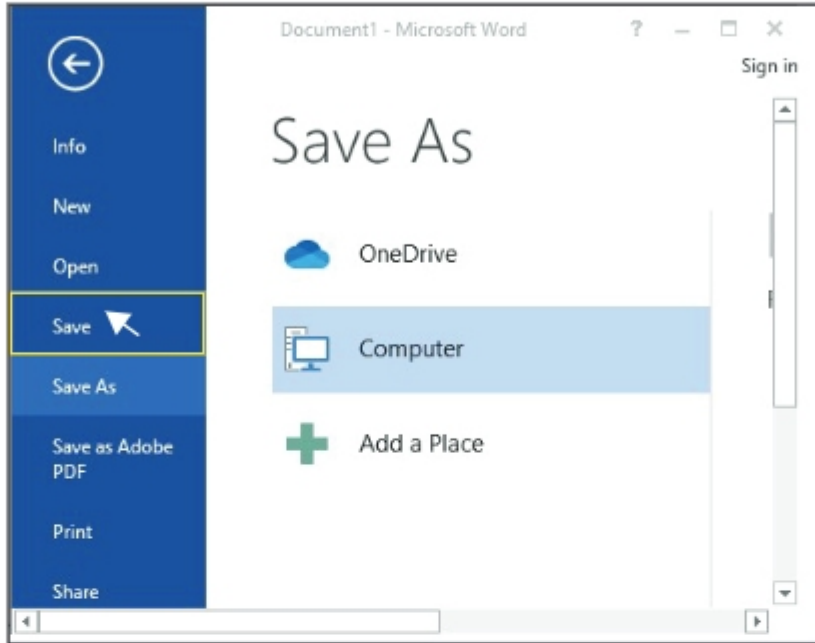 Document1 - Microsoft Word
?
Sign in
Info
New
Open
Save
Save As
Save as Adobe
PDF
Print
Share
Save As
OneDrive
Computer
Add a Place